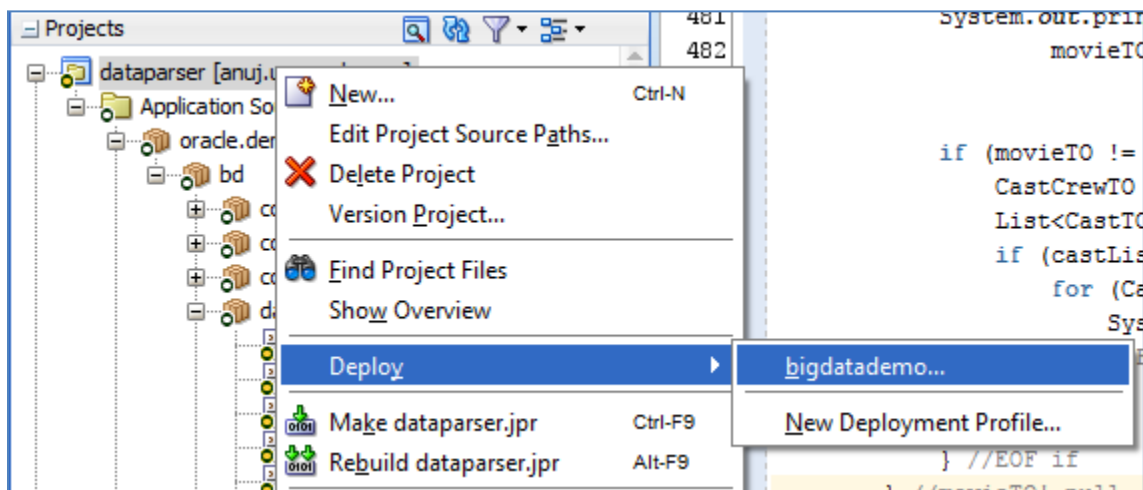 Projects
dataparser [anuj.u
Application So
oracle.der
bd
New... Ctrl-N
Edit Project Source Paths...
Delete Project
Version Project...
Find Project Files
Show Overview
Deploy
Make dataparser.jpr Ctrl-F9
Rebuild dataparser.jpr Alt-F9
bigdatademo...
New Deployment Profile...
481 System.out.prin
482 movieTO
if (movieTO !=
CastCrewTO
List<CastTO
if (castLis
for (Ca
Sys
} //EOF if